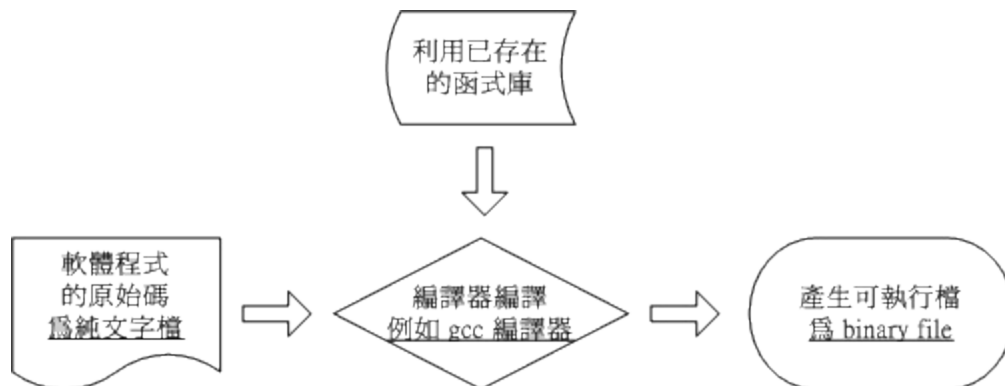 利用已存在
的函式庫
軟體程式
的原始碼
為純文字檔
編譯器編譯
例如 gcc 編譯器
產生可執行檔
為 binary file